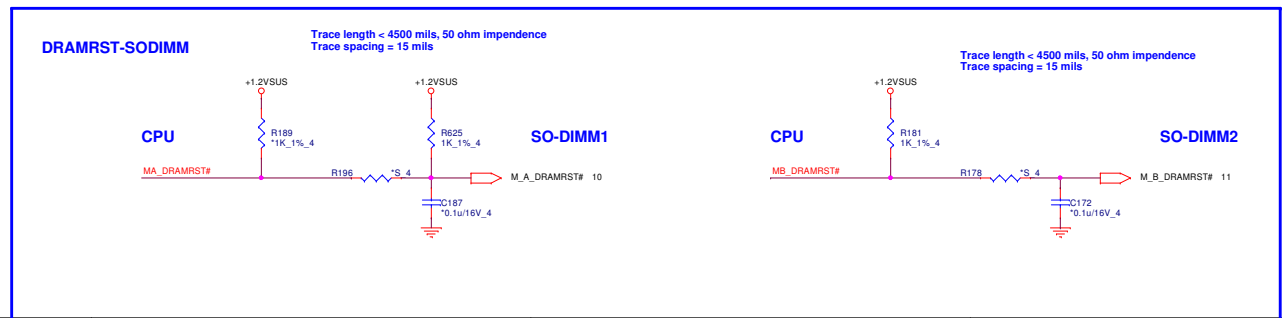 DRAMRST-SODIMM
Trace length < 4500 mils, 50 ohm impendence
Trace spacing = 15 mils
+1.2VSUS
+1.2VSUS
CPU
R189
*1K_1%_4
R625
1K_1%_4
SO-DIMM1
MA_DRAMRST#
R196
*S_4
M_A_DRAMRST# 10
C187
*0.1u/16V_4
Trace length < 4500 mils, 50 ohm impendence
Trace spacing = 15 mils
+1.2VSUS
CPU
R181
1K_1%_4
SO-DIMM2
MB_DRAMRST#
R178
*S_4
M_B_DRAMRST# 11
C172
*0.1u/16V_4